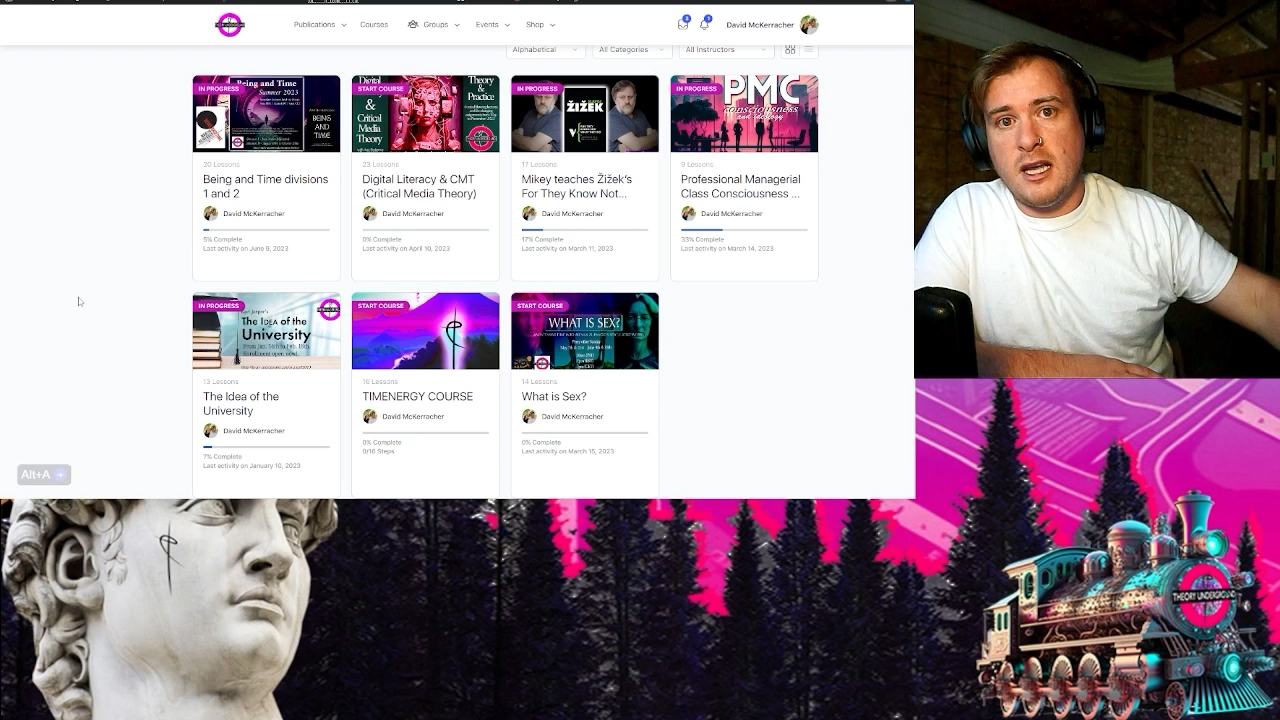 Publications Courses Groups Events Shop David McKerracher
Alphabetical All Categories All Instructors
IN PROGRESS
Being and Time
Summer 2023
BEING
AND
TIME
START COURSE
Digital
&
Critical
Media
Theory
Theory
&
Practice
IN PROGRESS
ŽIŽEK
IN PROGRESS
PMC
consciousness
and ideology
20 Lessons
Being and Time divisions
1 and 2
David McKerracher
5% Complete
Last activity on June 9, 2023
23 Lessons
Digital Literacy & CMT
(Critical Media Theory)
David McKerracher
0% Complete
Last activity on April 10, 2023
17 Lessons
Mikey teaches Žižek's
For They Know Not...
David McKerracher
17% Complete
Last activity on March 11, 2023
9 Lessons
Professional Managerial
Class Consciousness ...
David McKerracher
33% Complete
Last activity on March 14, 2023
IN PROGRESS
The IDEA of the
University
START COURSE
START COURSE
WHAT IS SEX?
13 Lessons
The Idea of the
University
David McKerracher
7% Complete
Last activity on January 10, 2023
16 Lessons
TIMENERGY COURSE
David McKerracher
0% Complete
0/16 Steps
14 Lessons
What is Sex?
David McKerracher
0% Complete
Last activity on March 15, 2023
Alt+A
THEORY UNDERGROUND